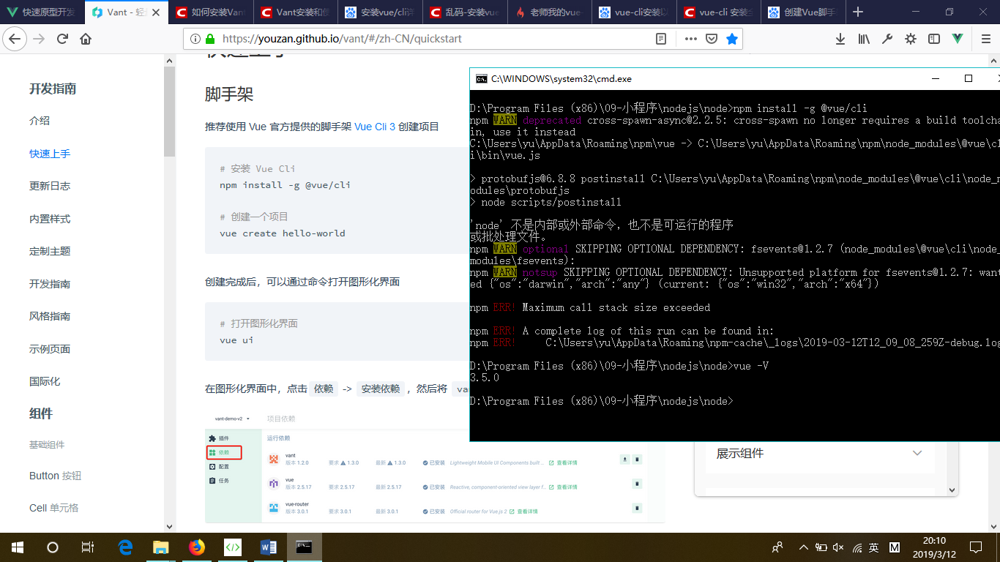 快速原型开发
Vant - 轻
如何安装Van
Vant安装和使
安装vue/cli许
乱码-安装vue
老师我的vue-
vue-cli安装以
vue-cli 安装全
创建Vue脚手
https://youzan.github.io/vant/#/zh-CN/quickstart
快速上手
开发指南
介绍
快速上手
更新日志
内置样式
定制主题
开发指南
风格指南
示例页面
国际化
组件
基础组件
Button 按钮
Cell 单元格
脚手架
推荐使用 Vue 官方提供的脚手架 Vue Cli 3 创建项目
# 安装 Vue Cli
npm install -g @vue/cli
# 创建一个项目
vue create hello-world
创建完成后，可以通过命令打开图形化界面
# 打开图形化界面
vue ui
在图形化界面中，点击 依赖 -> 安装依赖 ，然后将 va
vant-demo-v2
项目依赖
插件
依赖
配置
任务
运行依赖
vant
版本 1.2.0 要求 1.3.0 最新 1.3.0 已安装 Lightweight Mobile UI Components built ... 查看详情
vue
版本 2.5.17 要求 2.5.17 最新 2.5.17 已安装 Reactive, component-oriented view layer f... 查看详情
vue-router
版本 3.0.1 要求 3.0.1 最新 3.0.1 已安装 Official router for Vue.js 2 查看详情
C:\WINDOWS\system32\cmd.exe
D:\Program Files (x86)\09-小程序\nodejs\node>npm install -g @vue/cli
npm WARN deprecated cross-spawn-async@2.2.5: cross-spawn no longer requires a build toolcha
in, use it instead
C:\Users\yu\AppData\Roaming\npm\vue -> C:\Users\yu\AppData\Roaming\npm\node_modules\@vue\cl
i\bin\vue.js
> protobufjs@6.8.8 postinstall C:\Users\yu\AppData\Roaming\npm\node_modules\@vue\cli\node_m
odules\protobufjs
> node scripts/postinstall
'node' 不是内部或外部命令，也不是可运行的程序
或批处理文件。
npm WARN optional SKIPPING OPTIONAL DEPENDENCY: fsevents@1.2.7 (node_modules\@vue\cli\node_
modules\fsevents):
npm WARN notsup SKIPPING OPTIONAL DEPENDENCY: Unsupported platform for fsevents@1.2.7: want
ed {"os":"darwin","arch":"any"} (current: {"os":"win32","arch":"x64"})
npm ERR! Maximum call stack size exceeded
npm ERR! A complete log of this run can be found in:
npm ERR! C:\Users\yu\AppData\Roaming\npm-cache\_logs\2019-03-12T12_09_08_259Z-debug.log
D:\Program Files (x86)\09-小程序\nodejs\node>vue -V
3.5.0
D:\Program Files (x86)\09-小程序\nodejs\node>
展示组件
英
M
20:10
2019/3/12